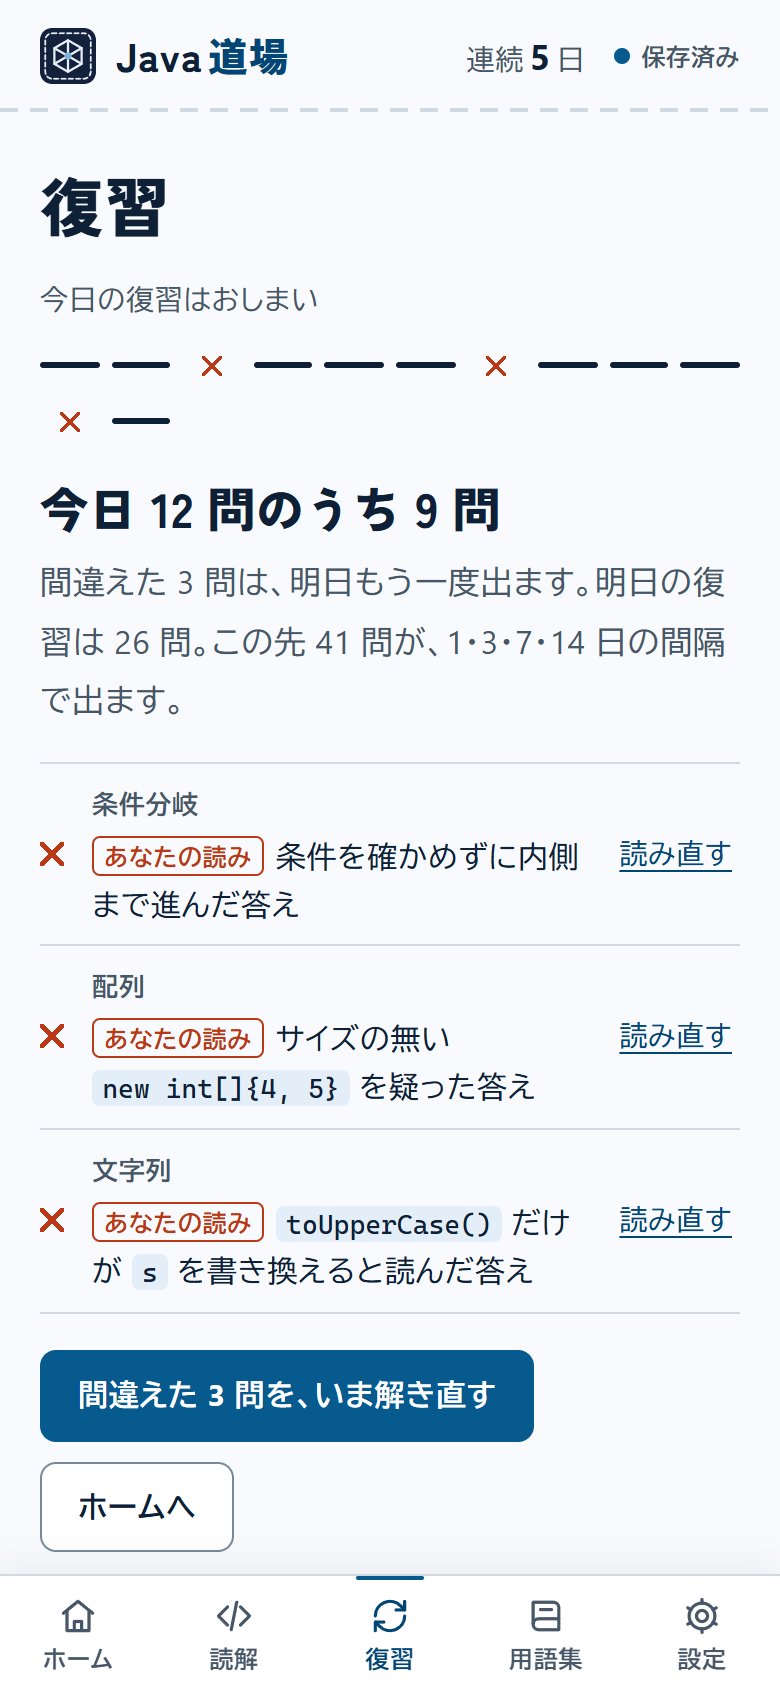 Java道場
連続 5 日
保存済み
復習
今日の復習はおしまい
今日 12 問のうち 9 問
間違えた 3 問は、明日もう一度出ます。明日の復
習は 26 問。この先 41 問が、1・3・7・14 日の間隔
で出ます。
条件分岐
あなたの読み 条件を確かめずに内側
まで進んだ答え
読み直す
配列
あなたの読み サイズの無い
new int[]{4, 5} を疑った答え
読み直す
文字列
あなたの読み toUpperCase() だけ
が s を書き換えると読んだ答え
読み直す
間違えた 3 問を、いま解き直す
ホームへ
ホーム
読解
復習
用語集
設定